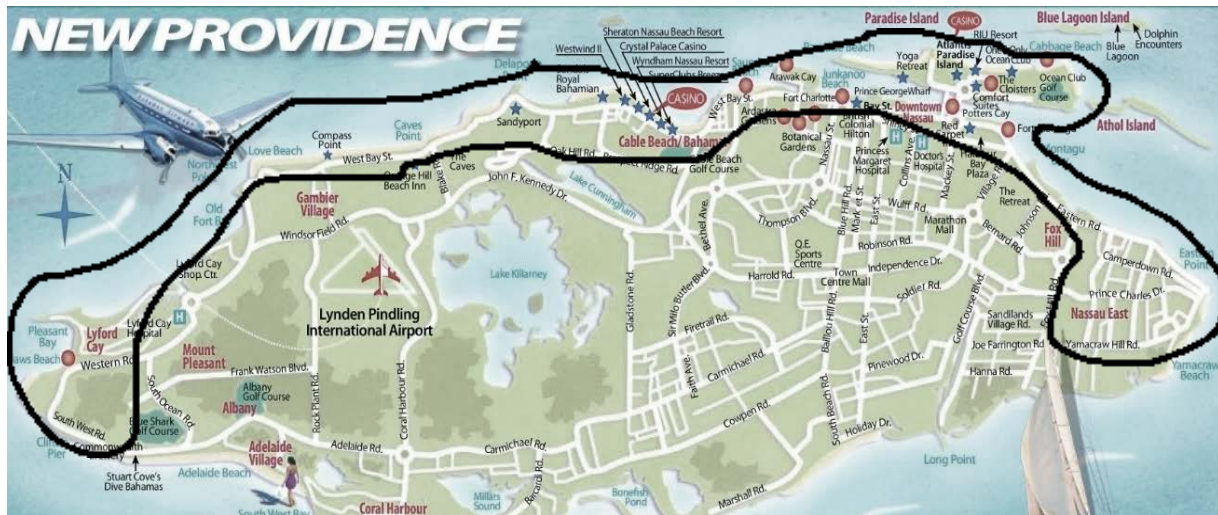 NEW PROVIDENCE
Sheraton Nassau Beach Resort
Crystal Palace Casino
Wyndham Nassau Resort
Westwind II
Royal
Bahamian
CASINO
Sandyport
Cable Beach/
Paradise Island
CASINO
RIU Resort
Atlantis
Paradise
Island
Ocean Club
Yoga
Retreat
Blue Lagoon Island
Blue
Lagoon
Dolphin
Encounters
Cabbage Beach
Ocean Club
Golf
Course
The
Cloisters
Comfort
Suites
Potters Cay
Athol Island
Arawak Cay
Junkanoo
Beach
Prince George Wharf
Fort Charlotte
Bay St.
Downtown
Nassau
West Bay St.
Colonial
Hilton
Botanical
Gardens
Princess
Margaret
Hospital
H
Doctor's
Hospital
H
Red
Carpet
Bay
Plaza
Nassau St.
Collins Ave.
Mackey St.
Village Rd.
The
Retreat
Johnson
Eastern Rd.
Eastern
Point
Compass
Point
Caves
Point
Love Beach
West Bay St.
Beach Inn
The
Caves
Oak Hill Rd.
Ridge Rd.
Beach
Golf Course
John F. Kennedy Dr.
Lake Cunningham
N
Old
Gambier
Village
Windsor Field Rd.
Lyford Cay
Shop Ctr.
Lake Killarney
Lynden Pindling
International Airport
Bethel Ave.
Thompson Blvd.
Blue Hill Rd.
Market St.
East St.
Wulff Rd.
Marathon
Mall
Robinson Rd.
Bernard Rd.
Fox
Hill
Camperdown Rd.
Prince Charles Dr.
Nassau East
Yamacraw Hill Rd.
Yamacraw
Beach
Q.E.
Sports
Centre
Harrold Rd.
Town
Centre Mall
Independence Dr.
Soldier Rd.
Golf Course Blvd.
Sandilands
Village Rd.
Joe Farrington Rd.
Hanna Rd.
Gladstone Rd.
Sir Milo Butler Blvd.
Firetrail Rd.
Carmichael Rd.
Faith Ave.
Baillou Hill Rd.
East St.
Pinewood Dr.
Cowpen Rd.
South Beach Rd.
Holiday Dr.
Marshall Rd.
Long Point
Pleasant
Bay
Lyford
Cay
Lyford Cay
Hospital
H
Western Rd.
Mount
Pleasant
Frank Watson Blvd.
Albany
Golf Course
Albany
South Ocean Rd.
Blue Shark
Golf Course
South West Rd.
Pier
Stuart Cove's
Dive Bahamas
Adelaide Beach
Adelaide
Village
Adelaide Rd.
Rock Plant Rd.
Coral Harbour Rd.
Carmichael Rd.
Barcardi Rd.
Coral Harbour
South West Bay
Millars
Sound
Bonefish
Pond